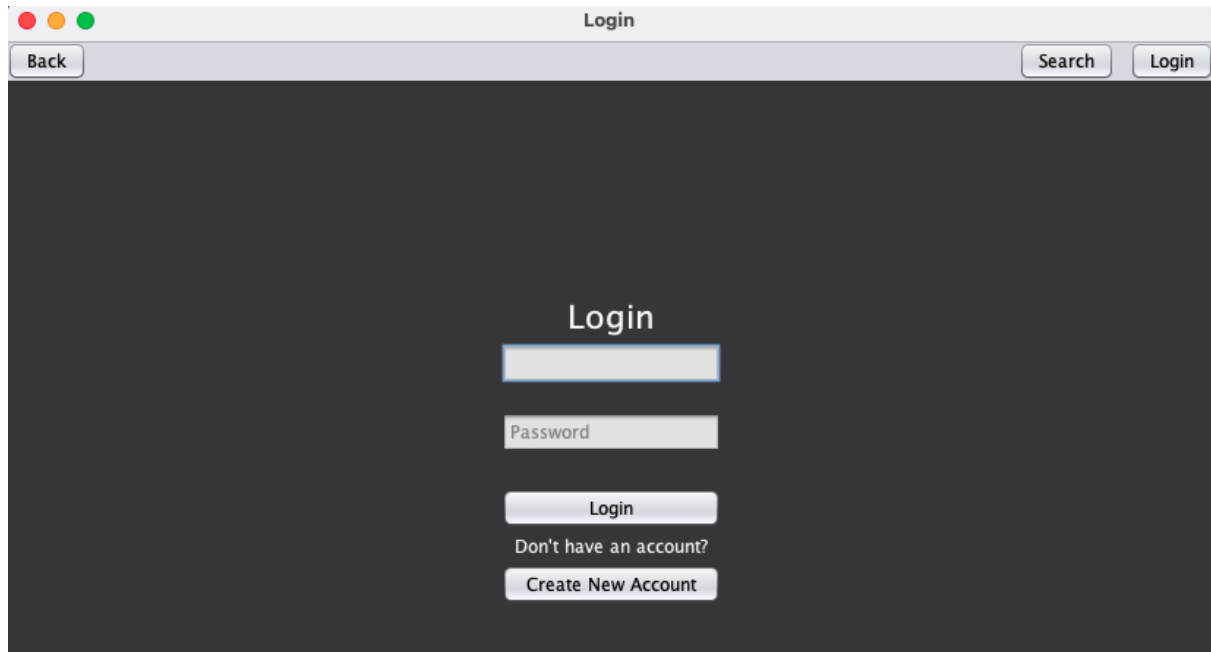 Login
Back Search Login
Login
Password
Login
Don't have an account?
Create New Account